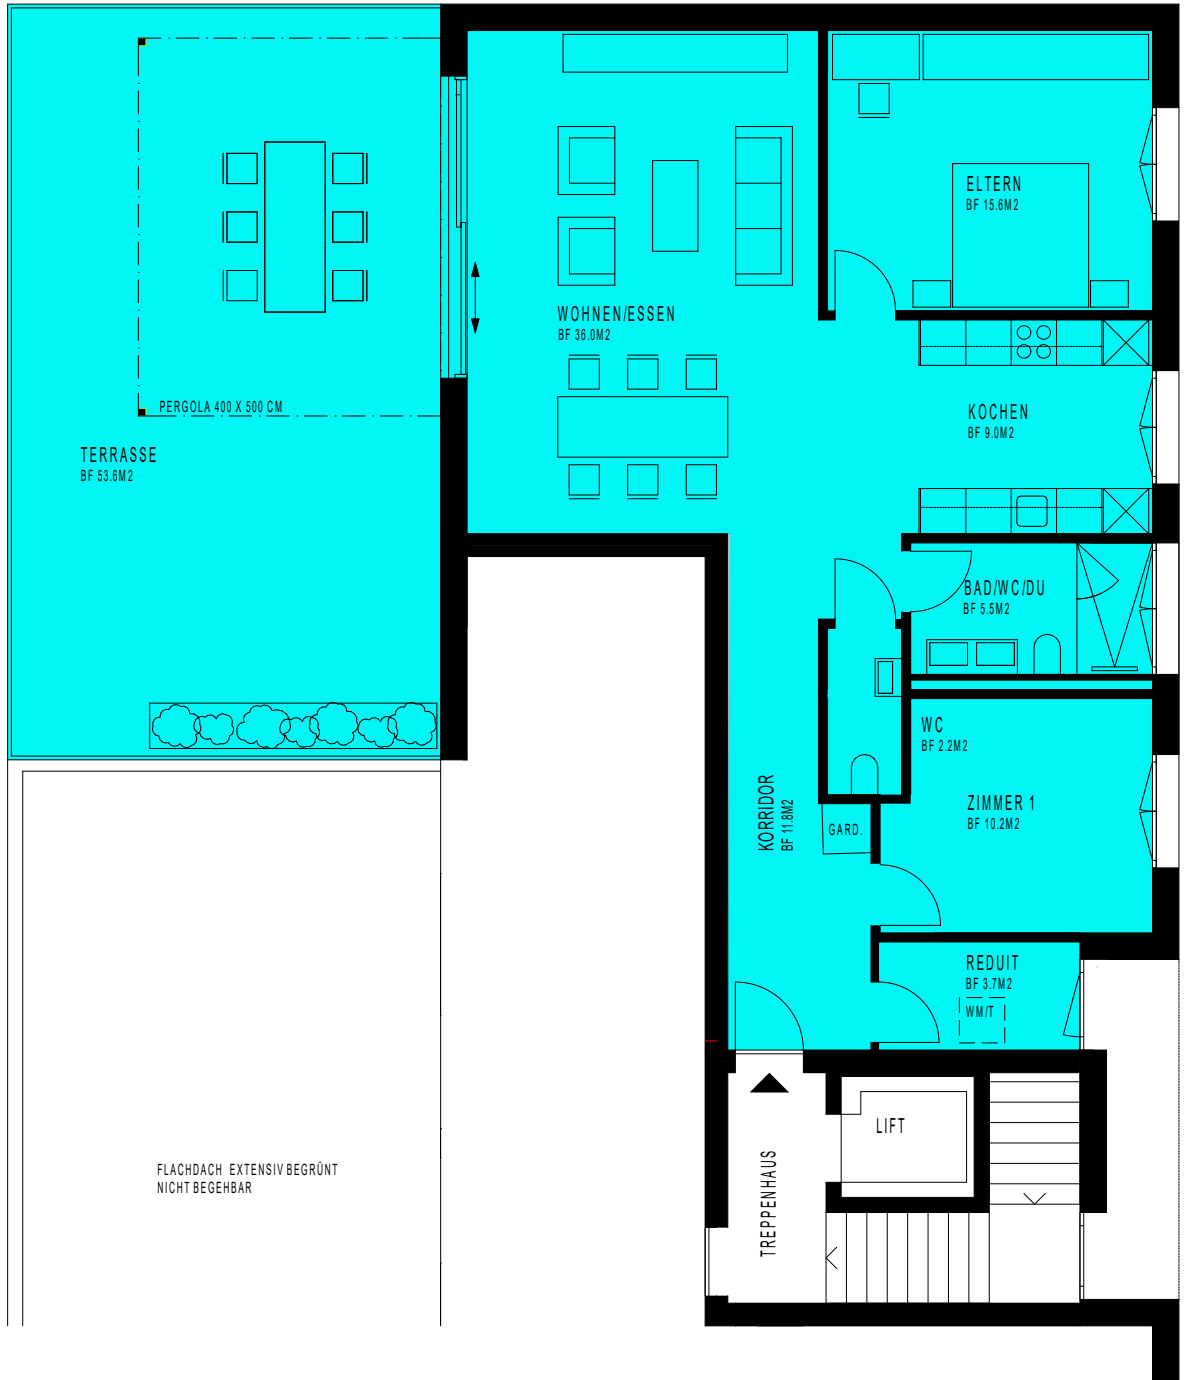 ELTERN
BF 15.6M2
WOHNEN/ESSEN
BF 36.0M2
PERGOLA 400 X 500 CM
KOCHEN
BF 9.0M2
TERRASSE
BF 53.6M2
BAD/WC/DU
BF 5.5M2
WC
BF 2.2M2
KORRIDOR
BF 11.8M2
GARD.
ZIMMER 1
BF 10.2M2
REDUIT
BF 3.7M2
WM/T
LIFT
TREPPENHAUS
FLACHDACH EXTENSIV BEGRÜNT
NICHT BEGEHBAR